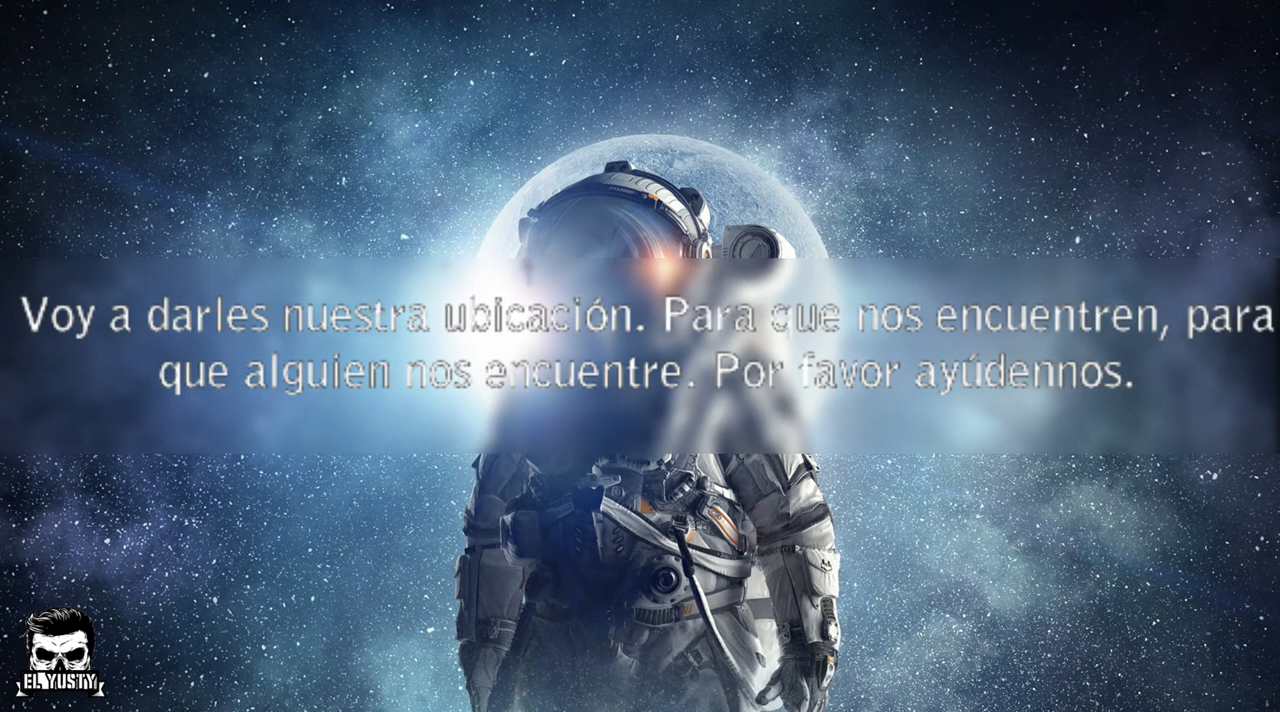 Voy a darles nuestra ubicación. Para que nos encuentren, para
que alguien nos encuentre. Por favor ayúdennos.
EL YUSTY